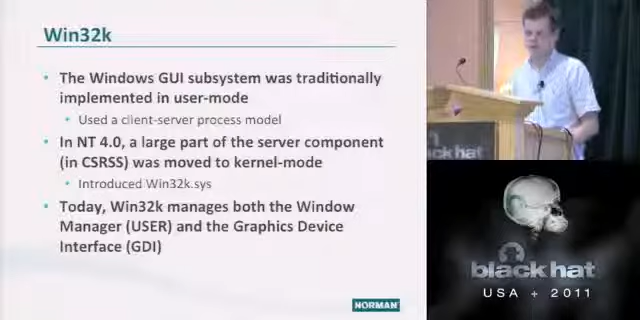 Win32k
• The Windows GUI subsystem was traditionally
implemented in user-mode
• Used a client-server process model
• In NT 4.0, a large part of the server component
(in CSRSS) was moved to kernel-mode
• Introduced Win32k.sys
• Today, Win32k manages both the Window
Manager (USER) and the Graphics Device
Interface (GDI)
NORMAN
black hat
black hat
USA + 2011